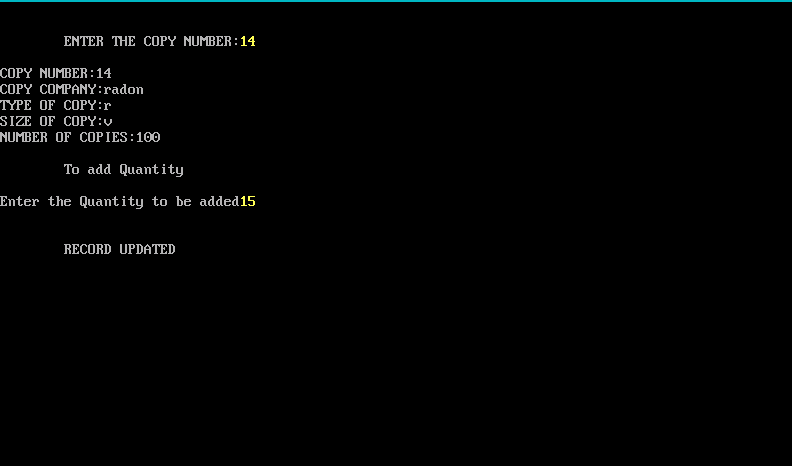 ENTER THE COPY NUMBER:14
COPY NUMBER:14
COPY COMPANY:radon
TYPE OF COPY:r
SIZE OF COPY:v
NUMBER OF COPIES:100
To add Quantity
Enter the Quantity to be added15
RECORD UPDATED